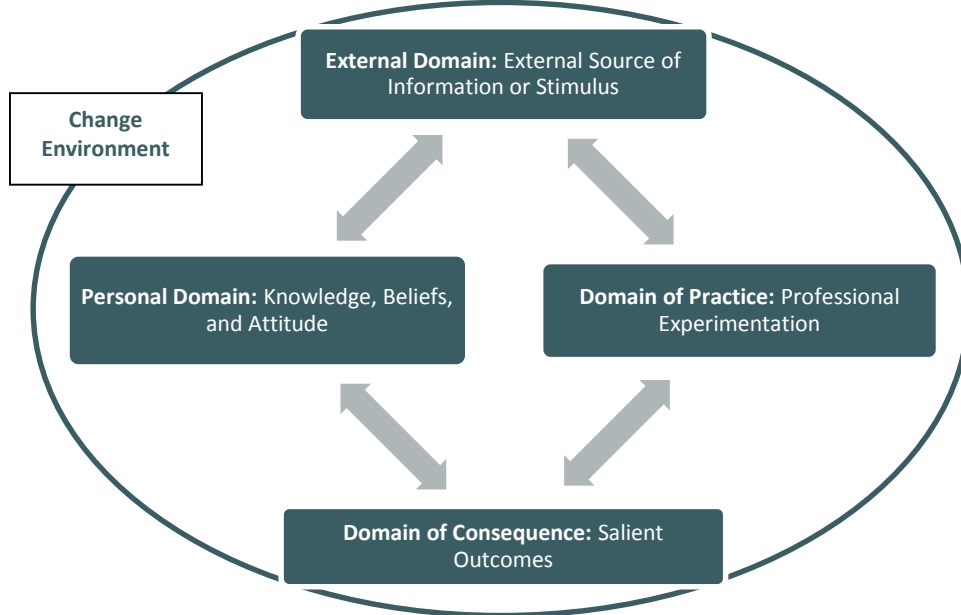 External Domain: External Source of
Information or Stimulus
Change
Environment
Personal Domain: Knowledge, Beliefs,
and Attitude
Domain of Practice: Professional
Experimentation
Domain of Consequence: Salient
Outcomes